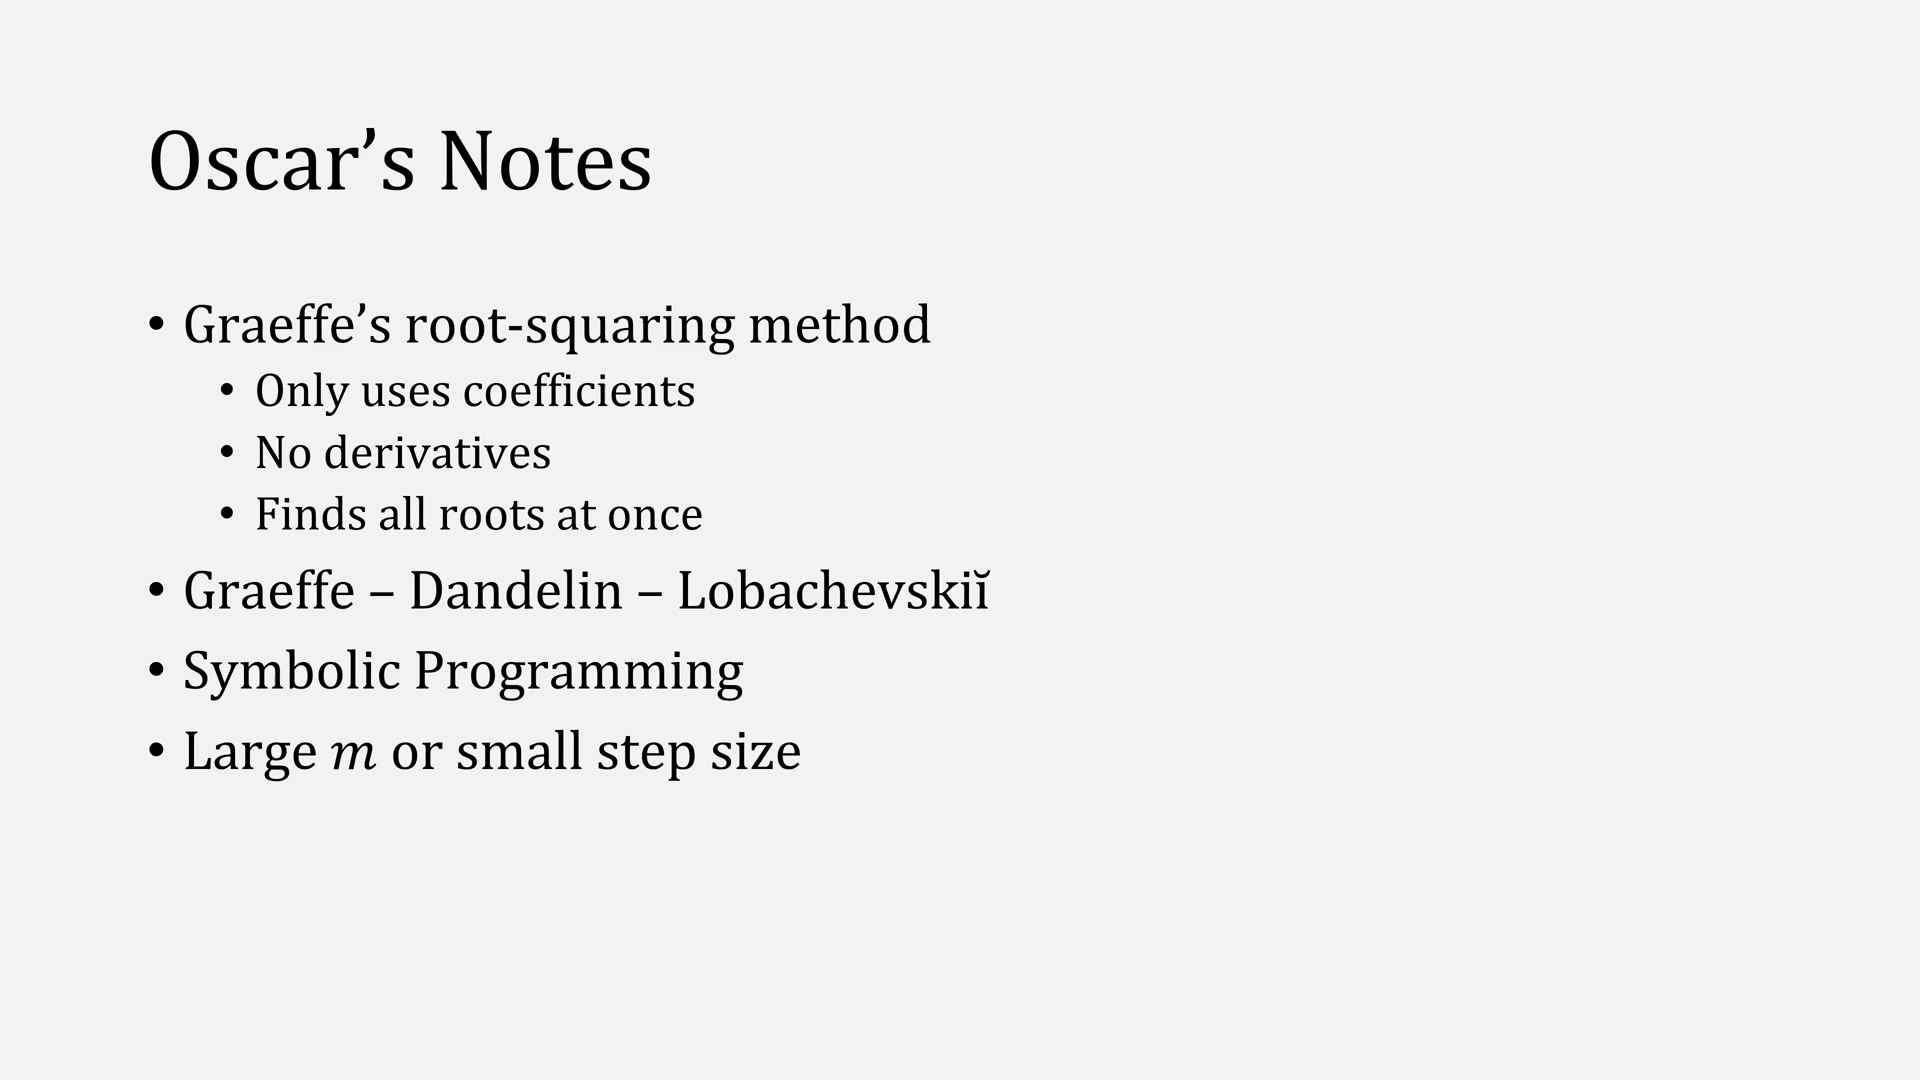 Oscar’s Notes
• Graeffe’s root-squaring method
• Only uses coefficients
• No derivatives
• Finds all roots at once
• Graeffe – Dandelin – Lobachevskiĭ
• Symbolic Programming
• Large m or small step size